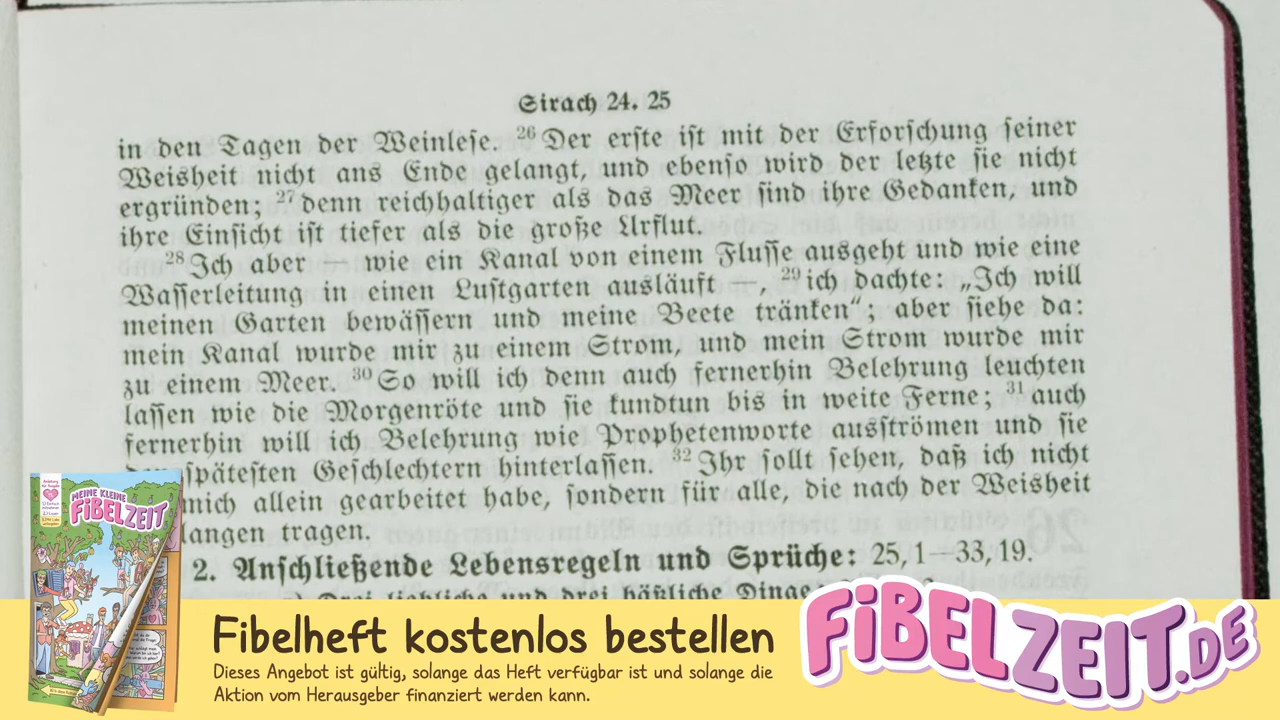 Sirach 24. 25
in den Tagen der Weinlese. 26 Der erste ist mit der Erforschung seiner
Weisheit nicht ans Ende gelangt, und ebenso wird der letzte sie nicht
ergründen; 27 denn reichhaltiger als das Meer sind ihre Gedanken, und
ihre Einsicht ist tiefer als die große Urflut.
28 Ich aber — wie ein Kanal von einem Flusse ausgeht und wie eine
Wasserleitung in einen Lustgarten ausläuft —, 29 ich dachte: „Ich will
meinen Garten bewässern und meine Beete tränken“; aber siehe da:
mein Kanal wurde mir zu einem Strom, und mein Strom wurde mir
zu einem Meer. 30 So will ich denn auch fernerhin Belehrung leuchten
lassen wie die Morgenröte und sie kundtun bis in weite Ferne; 31 auch
fernerhin will ich Belehrung wie Prophetenworte ausströmen und sie
spätesten Geschlechtern hinterlassen. 32 Ihr sollt sehen, daß ich nicht
mich allein gearbeitet habe, sondern für alle, die nach der Weisheit
langen tragen.
2. Anschließende Lebensregeln und Sprüche: 25, 1—33, 19.
Drei liebliche und drei häßliche Dinge
MEINE KLEINE
FIBELZEIT
Fibelheft kostenlos bestellen
Dieses Angebot ist gültig, solange das Heft verfügbar ist und solange die
Aktion vom Herausgeber finanziert werden kann.
FIBELZEIT.DE